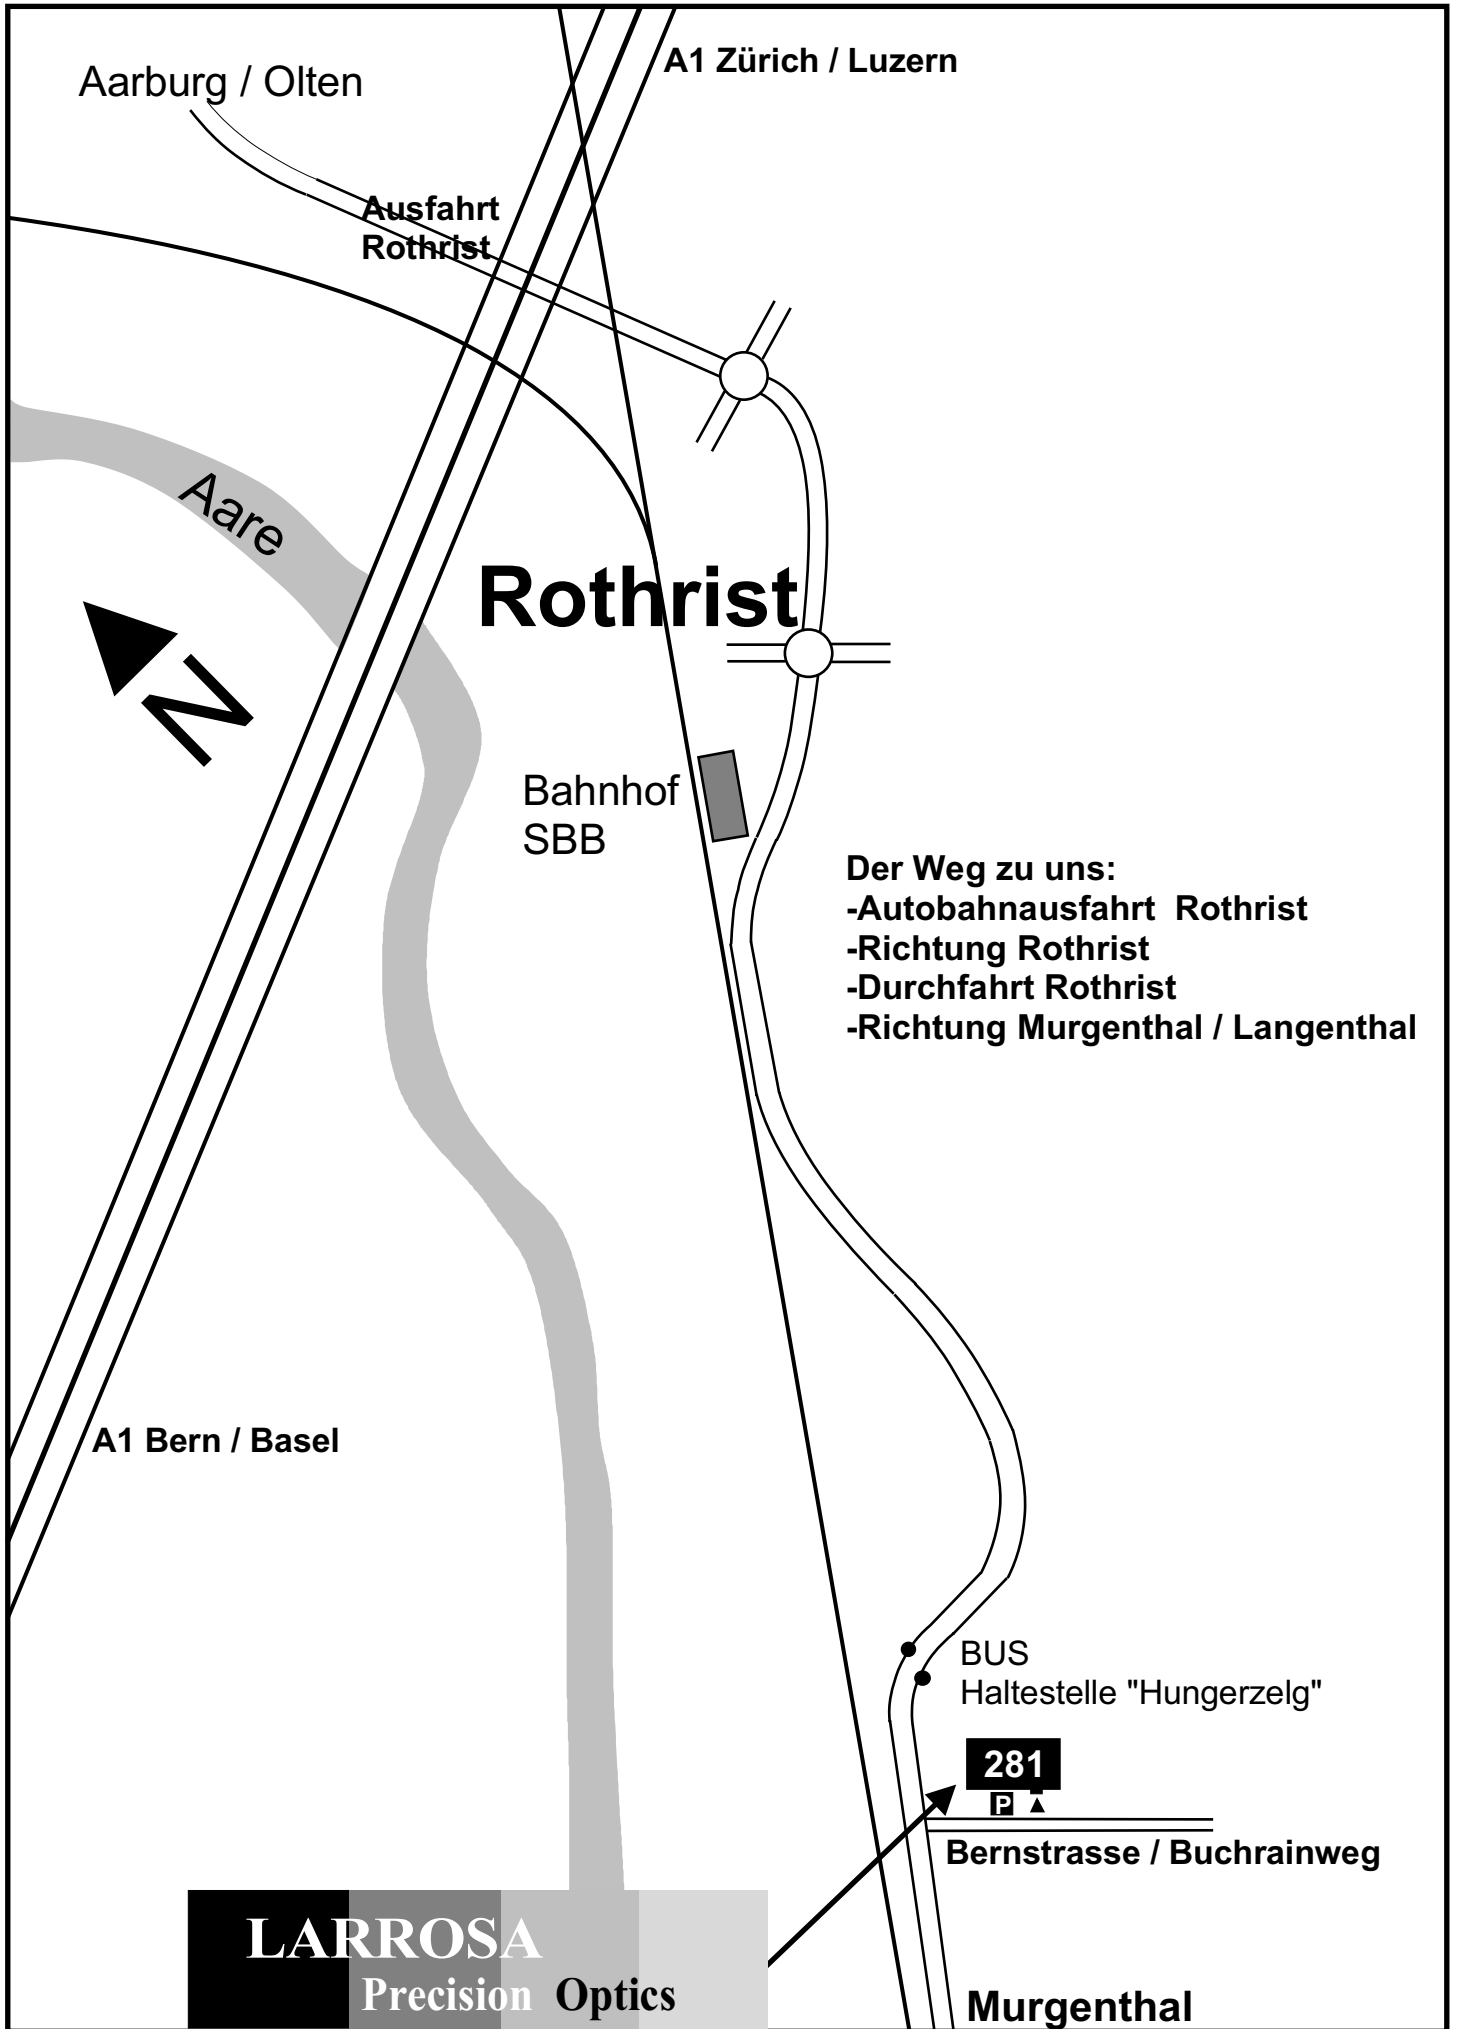 A1 Zürich / Luzern
Aarburg / Olten
Ausfahrt
Rothrist
Aare
N
Rothrist
Bahnhof
SBB
Der Weg zu uns:
-Autobahnausfahrt  Rothrist
-Richtung Rothrist
-Durchfahrt Rothrist
-Richtung Murgenthal / Langenthal
A1 Bern / Basel
BUS
Haltestelle "Hungerzelg"
281
P
Bernstrasse / Buchrainweg
LARROSA
Precision Optics
Murgenthal